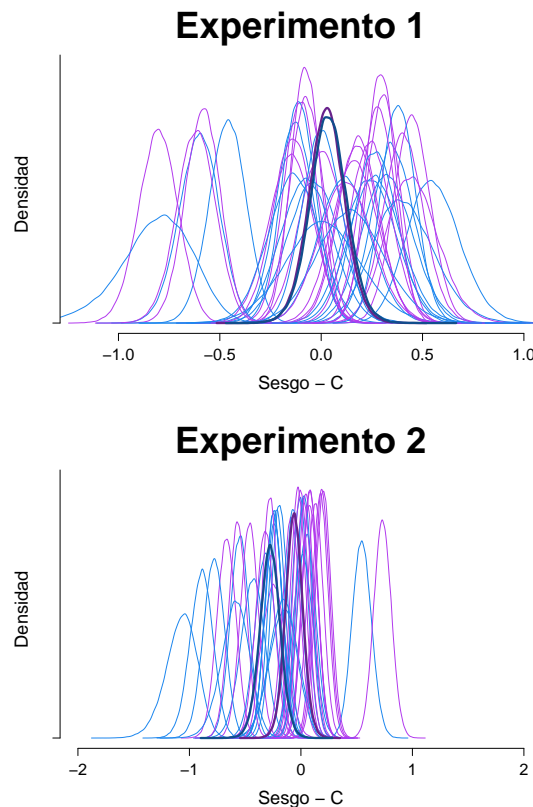 Experimento 1
Densidad
−1.0 −0.5 0.0 0.5 1.0
Sesgo − C
Experimento 2
Densidad
−2 −1 0 1 2
Sesgo − C